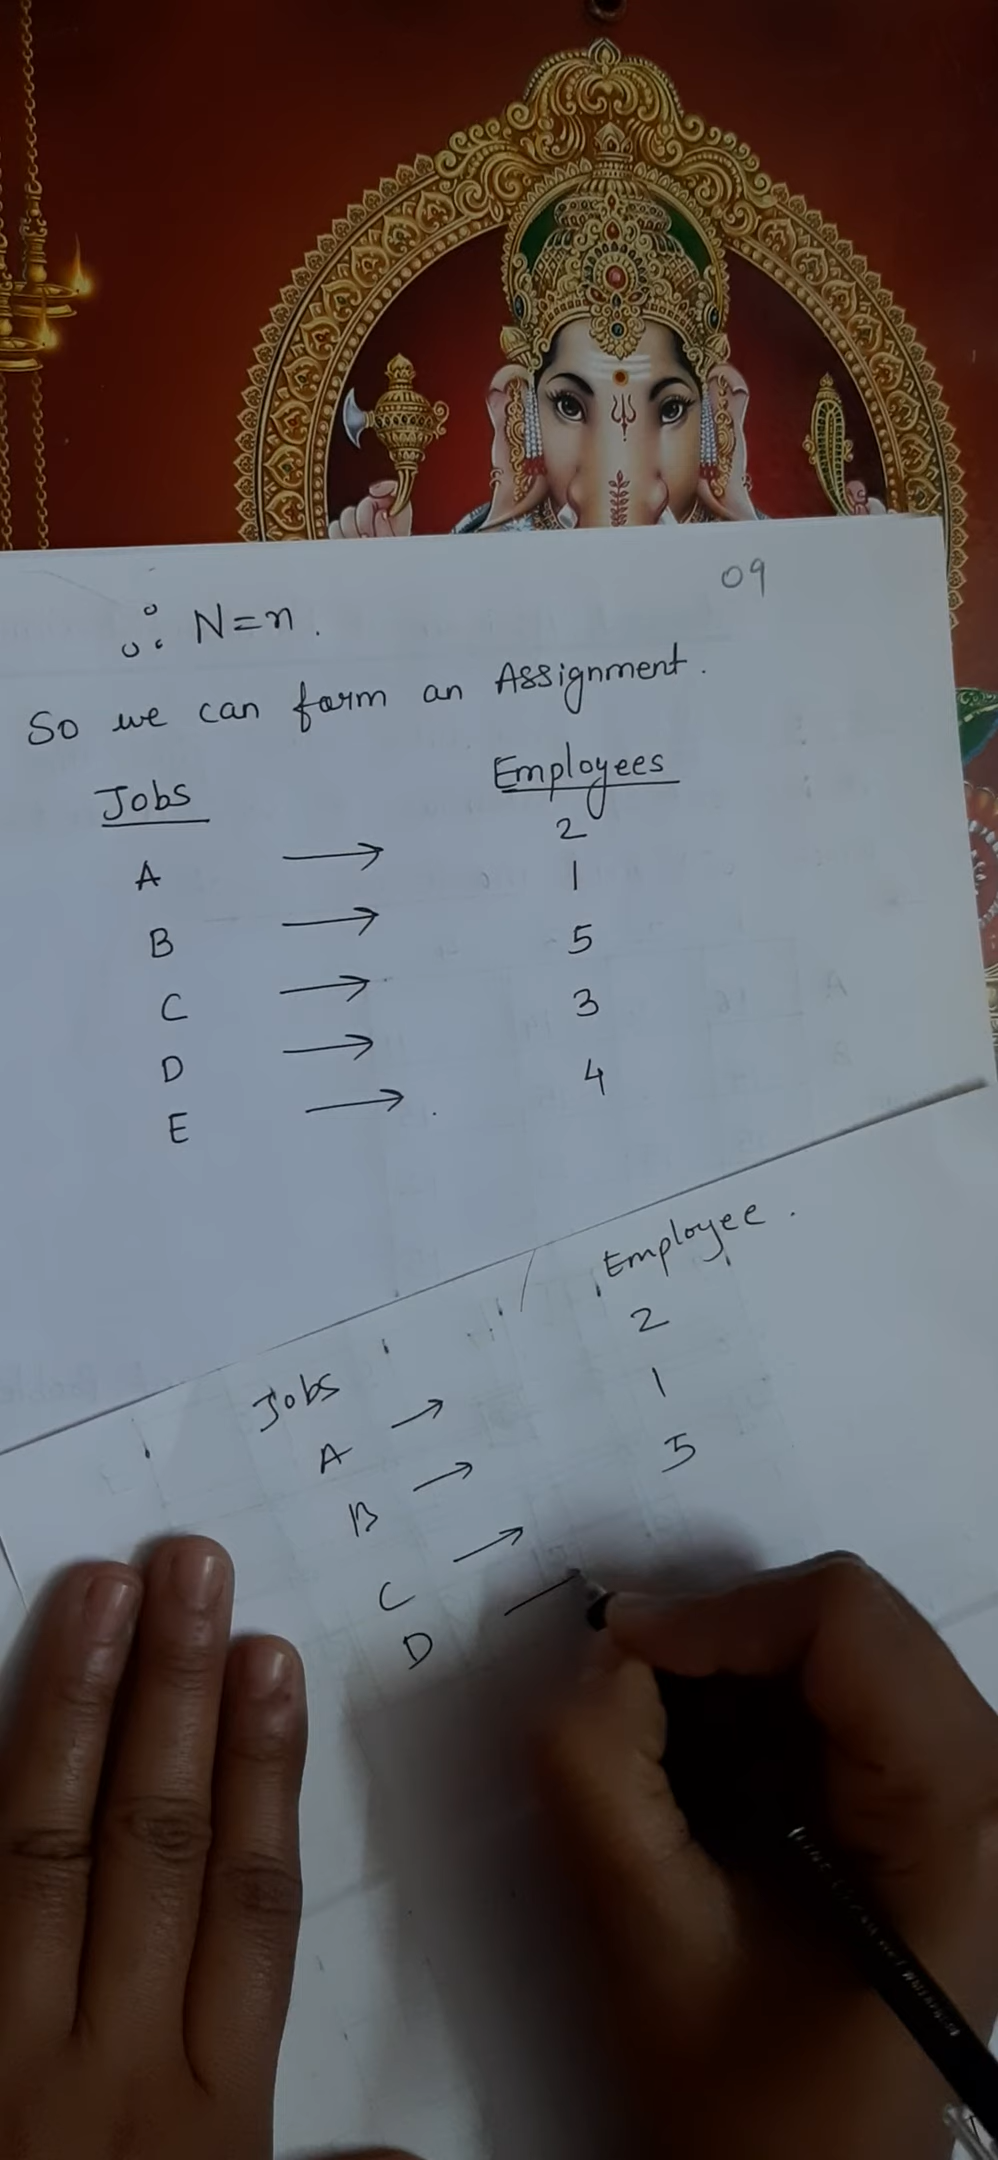 09
∴ N=n.
So we can form an Assignment.
Jobs Employees
A → 2
B → 1
C → 5
D → 3
E → 4
Jobs Employee.
A → 2
B → 1
C → 5
D —